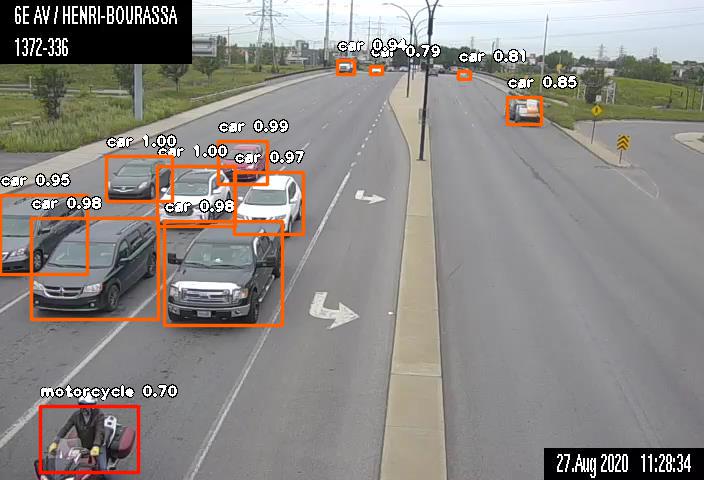 6E AV / HENRI-BOURASSA
1372-336
car 0.94
car 0.79
car 0.81
car 0.85
car 0.99
car 1.00
car 1.00
car 0.97
car 0.95
car 0.98
car 0.98
motorcycle 0.70
27.Aug 2020 11:28:34